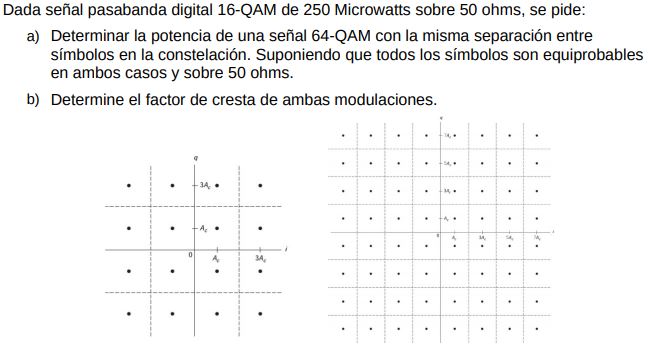 Dada señal pasabanda digital 16-QAM de 250 Microwatts sobre 50 ohms, se pide:
a) Determinar la potencia de una señal 64-QAM con la misma separación entre
símbolos en la constelación. Suponiendo que todos los símbolos son equiprobables
en ambos casos y sobre 50 ohms.
b) Determine el factor de cresta de ambas modulaciones.
q
3A_c
A_c
0
A_c
3A_c
i
q
7A_c
5A_c
3A_c
A_c
0
A_c
3A_c
5A_c
7A_c